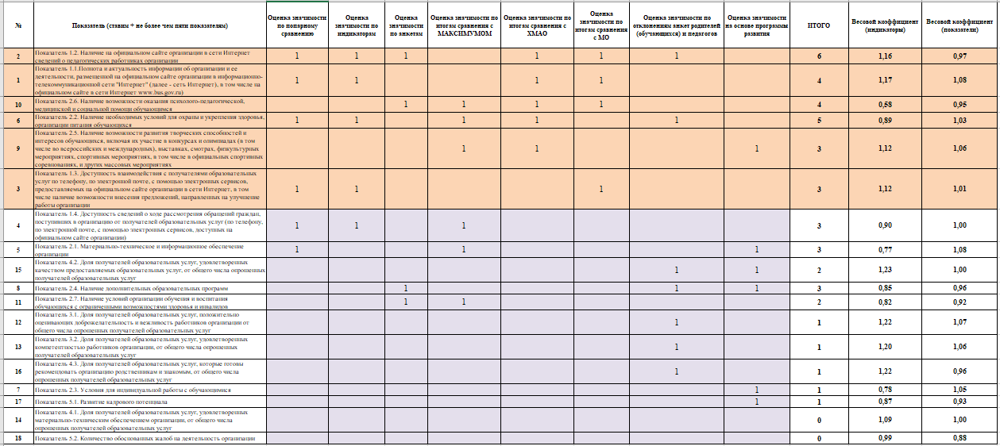 №
Показатель (ставим + не более чем пяти показателям)
Оценка значимости
по попарному
сравнению
Оценка
значимости по
индикаторам
Оценка
значимости
по анкетам
Оценка значимости по
итогам сравнения с
МАКСИМУМОМ
Оценка значимости по
итогам сравнения с
ХМАО
Оценка
значимости по
итогам сравнения
с МО
Оценка значимости по
отклонениям анкет родителей
(обучающихся) и педагогов
Оценка значимости
на основе программы
развития
ИТОГО
Весовой коэффициент
(индикаторы)
Весовой коэффициент
(показатели)
2
Показатель 1.2. Наличие на официальном сайте организации в сети Интернет
сведений о педагогических работниках организации
1 1 1 1 1 1 6 1,16 0,97
1
Показатель 1.1.Полнота и актуальность информации об организации и ее
деятельности, размещенной на официальном сайте организации в информационно-
телекоммуникационной сети "Интернет" (далее - сеть Интернет), в том числе на
официальном сайте в сети Интернет www.bus.gov.ru)
1 1 1 1 4 1,17 1,08
10
Показатель 2.6. Наличие возможности оказания психолого-педагогической,
медицинской и социальной помощи обучающимся
1 1 1 1 4 0,58 0,95
6
Показатель 2.2. Наличие необходимых условий для охраны и укрепления здоровья,
организации питания обучающихся
1 1 1 1 1 5 0,89 1,03
9
Показатель 2.5. Наличие возможности развития творческих способностей и
интересов обучающихся, включая их участие в конкурсах и олимпиадах (в том
числе во всероссийских и международных), выставках, смотрах, физкультурных
мероприятиях, спортивных мероприятиях, в том числе в официальных спортивных
соревнованиях, и других массовых мероприятиях
1 1 1 3 1,12 1,06
3
Показатель 1.3. Доступность взаимодействия с получателями образовательных
услуг по телефону, по электронной почте, с помощью электронных сервисов,
предоставляемых на официальном сайте организации в сети Интернет, в том
числе наличие возможности внесения предложений, направленных на улучшение
работы организации
1 1 1 3 1,12 1,01
4
Показатель 1.4. Доступность сведений о ходе рассмотрения обращений граждан,
поступивших в организацию от получателей образовательных услуг (по телефону,
по электронной почте, с помощью электронных сервисов, доступных на
официальном сайте организации)
1 1 1 3 0,90 1,00
5
Показатель 2.1. Материально-техническое и информационное обеспечение
организации
1 1 1 3 0,77 1,08
15
Показатель 4.2. Доля получателей образовательных услуг, удовлетворенных
качеством предоставляемых образовательных услуг, от общего числа опрошенных
получателей образовательных услуг
1 1 2 1,23 1,00
8
Показатель 2.4. Наличие дополнительных образовательных программ
1 1 1 3 0,85 0,96
11
Показатель 2.7. Наличие условий организации обучения и воспитания
обучающихся с ограниченными возможностями здоровья и инвалидов
1 1 2 0,82 0,92
12
Показатель 3.1. Доля получателей образовательных услуг, положительно
оценивающих доброжелательность и вежливость работников организации от
общего числа опрошенных получателей образовательных услуг
1 1 1,22 1,07
13
Показатель 3.2. Доля получателей образовательных услуг, удовлетворенных
компетентностью работников организации, от общего числа опрошенных
получателей образовательных услуг
1 1 1,20 1,06
16
Показатель 4.3. Доля получателей образовательных услуг, которые готовы
рекомендовать организацию родственникам и знакомым, от общего числа
опрошенных получателей образовательных услуг
1 1 1,22 0,96
7
Показатель 2.3. Условия для индивидуальной работы с обучающимися
1 1 0,78 1,05
17
Показатель 5.1. Развитие кадрового потенциала
1 1 0,87 0,93
14
Показатель 4.1. Доля получателей образовательных услуг, удовлетворенных
материально-техническим обеспечением организации, от общего числа
опрошенных получателей образовательных услуг
0 1,09 1,00
18
Показатель 5.2. Количество обоснованных жалоб на деятельность организации
0 0,99 0,88